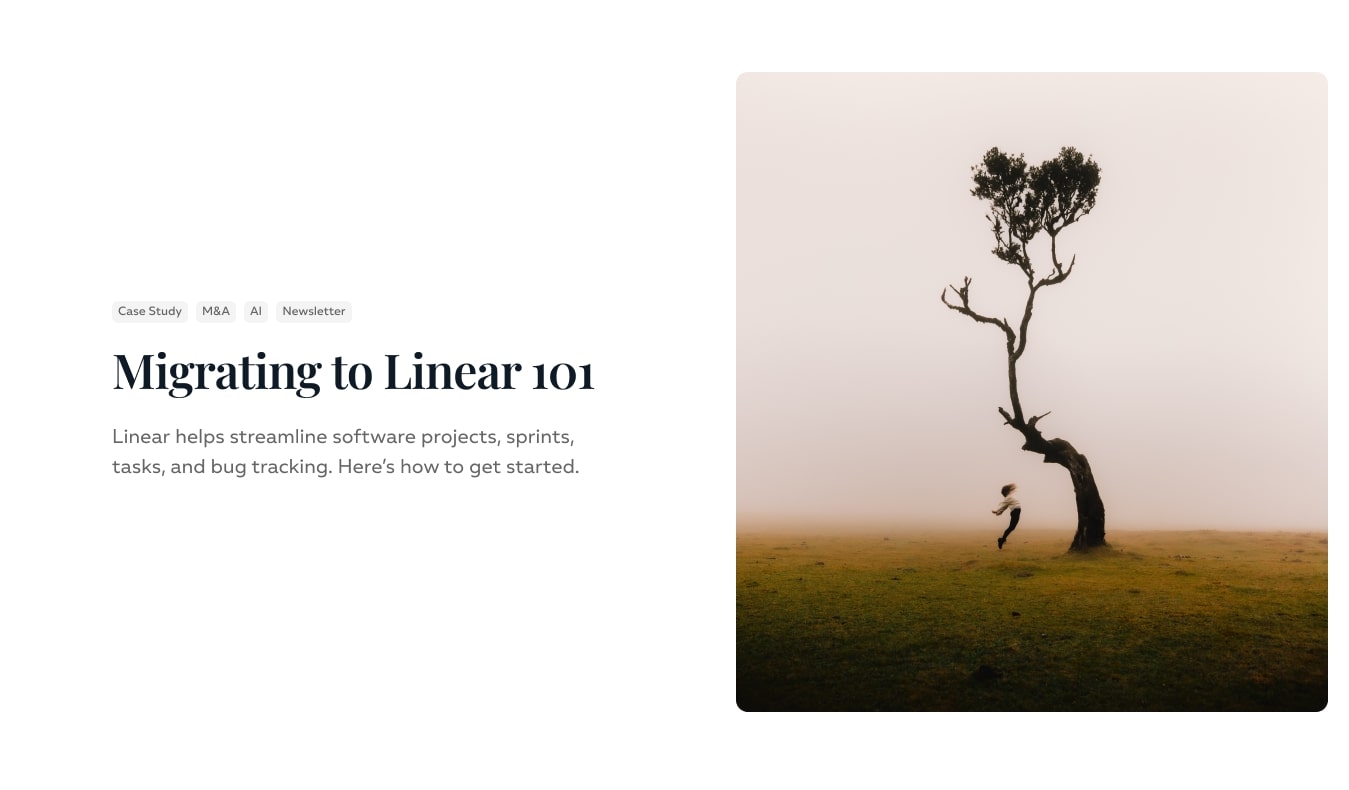 Case Study M&A AI Newsletter
Migrating to Linear 101
Linear helps streamline software projects, sprints,
tasks, and bug tracking. Here’s how to get started.